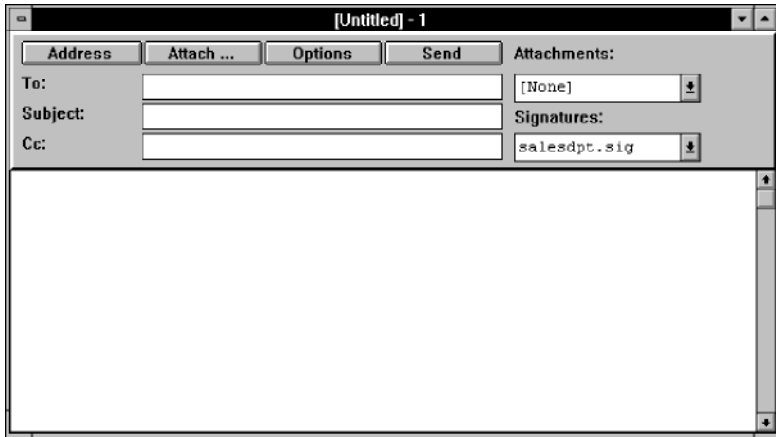 [Untitled] - 1
Address Attach ... Options Send Attachments:
To: [None]
Subject: Signatures:
Cc: salesdpt.sig